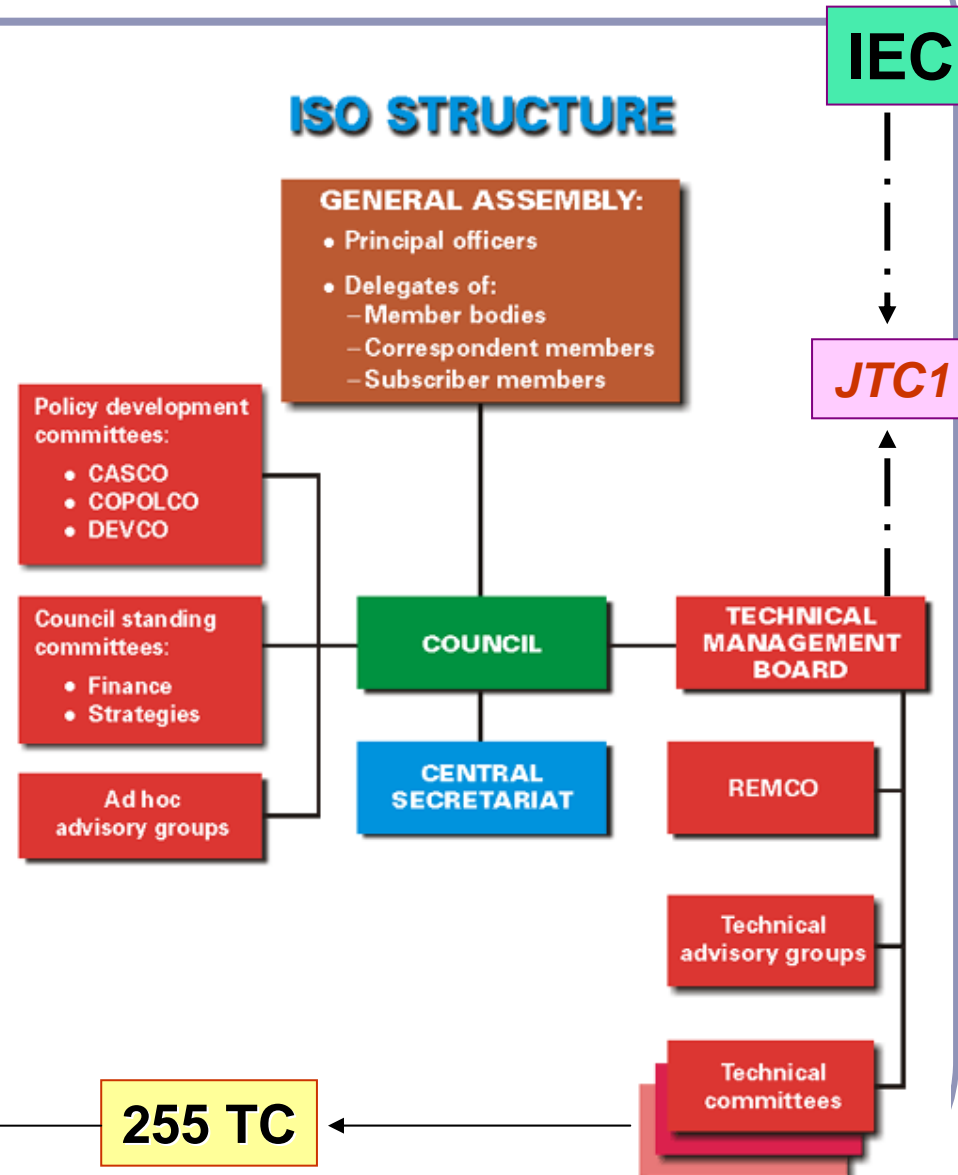 IEC
ISO STRUCTURE
GENERAL ASSEMBLY:
• Principal officers
• Delegates of:
–Member bodies
–Correspondent members
–Subscriber members
JTC1
Policy development
committees:
• CASCO
• COPOLCO
• DEVCO
Council standing
committees:
• Finance
• Strategies
Ad hoc
advisory groups
COUNCIL
CENTRAL
SECRETARIAT
TECHNICAL
MANAGEMENT
BOARD
REMCO
Technical
advisory groups
Technical
committees
255 TC